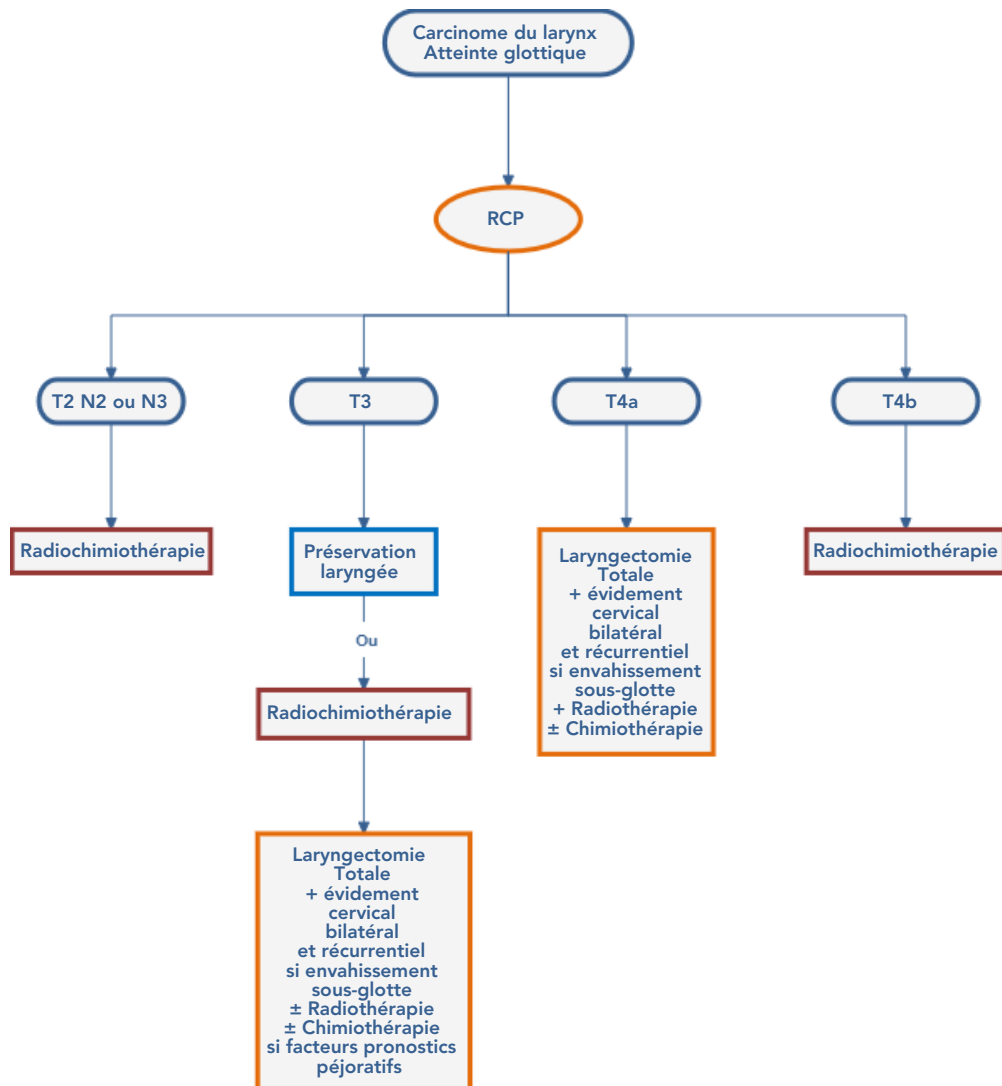 Carcinome du larynx
Atteinte glottique
RCP
T2 N2 ou N3
T3
T4a
T4b
Radiochimiothérapie
Préservation
laryngée
Laryngectomie
Totale
+ évidement
cervical
bilatéral
et récurrentiel
si envahissement
sous-glotte
+ Radiothérapie
± Chimiothérapie
Radiochimiothérapie
Ou
Radiochimiothérapie
Laryngectomie
Totale
+ évidement
cervical
bilatéral
et récurrentiel
si envahissement
sous-glotte
± Radiothérapie
± Chimiothérapie
si facteurs pronostics
péjoratifs